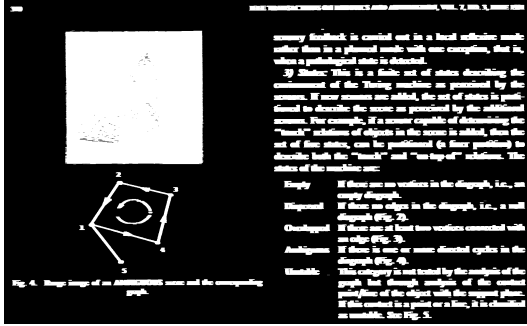 IEEE TRANSACTIONS ON ROBOTICS AND AUTOMATION, VOL. 7, NO. 3, JUNE
2
3
1
4
5
Fig. 4. Range image of an AMBIGUOUS scene and the corresponding
graph.
sensory feedback is carried out in a local reflexive mode
rather than in a planned mode with one exception, that is,
when a pathological state is detected.
3) States: This is a finite set of states describing the
environment of the Turing machine as perceived by the
sensors. If new sensors are added, the set of states is parti-
tioned to describe the scene as perceived by the additional
sensors. For example, if a sensor capable of determining the
"touch" relations of objects in the scene is added, then the
set of five states, can be partitioned (a finer partition) to
describe both the "touch" and "on-top of" relations. The
states of the machine are:
Empty If there are no vertices in the diagraph, i.e., an
empty diagraph.
Dispersed If there are no edges in the diagraph, i.e., a null
diagraph (Fig. 2).
Overlapped If there are at least two vertices connected with
an edge (Fig. 3).
Ambiguous If there is one or more directed cycles in the
diagraph (Fig. 4).
Unstable This category is not tested by the analysis of the
graph but through analysis of the contact
point/line of the object with the support plane.
If this contact is a point or a line, it is classified
as unstable. See Fig. 5.